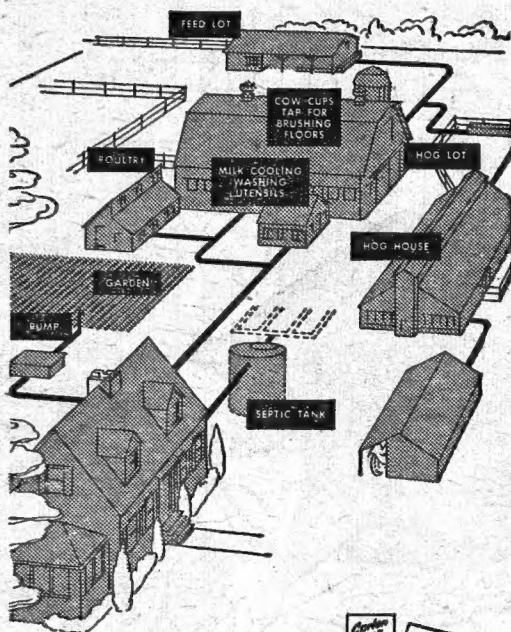 FEED LOT
COW CUPS
TAP FOR
BRUSHING
FLOORS
POULTRY
HOG LOT
MILK COOLING
WASHING
UTENSILS
HOG HOUSE
GARDEN
PUMP
SEPTIC TANK